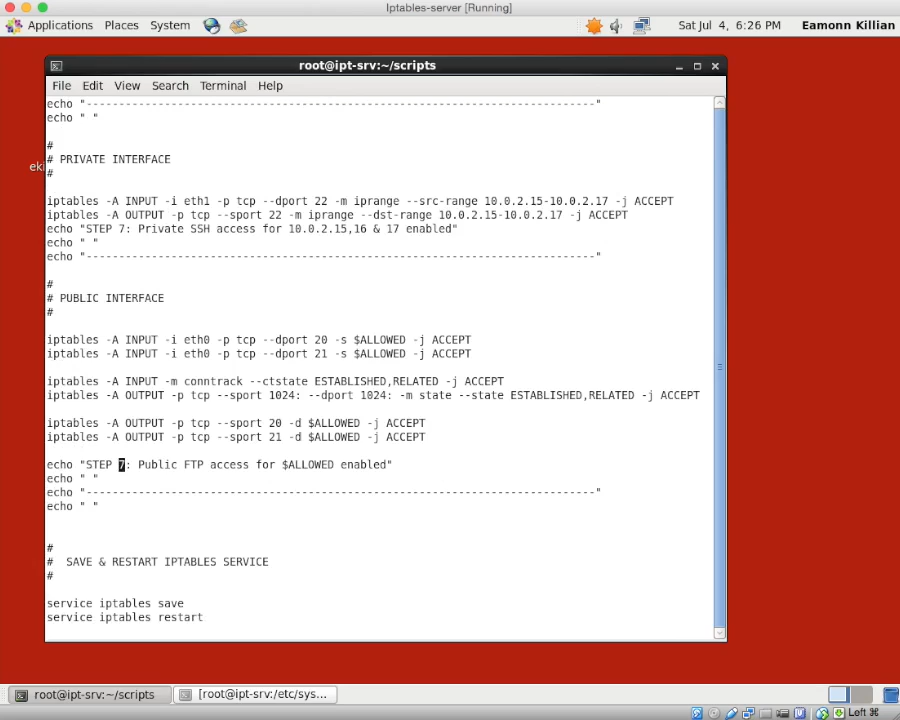 Iptables-server [Running]
Applications Places System Sat Jul 4, 6:26 PM Eamonn Killian
root@ipt-srv:~/scripts
File Edit View Search Terminal Help
echo "------------------------------------------------------------------------------"
echo " "
#
# PRIVATE INTERFACE
#
eki
iptables -A INPUT -i eth1 -p tcp --dport 22 -m iprange --src-range 10.0.2.15-10.0.2.17 -j ACCEPT
iptables -A OUTPUT -p tcp --sport 22 -m iprange --dst-range 10.0.2.15-10.0.2.17 -j ACCEPT
echo "STEP 7: Private SSH access for 10.0.2.15,16 & 17 enabled"
echo " "
echo "------------------------------------------------------------------------------"
#
# PUBLIC INTERFACE
#
iptables -A INPUT -i eth0 -p tcp --dport 20 -s $ALLOWED -j ACCEPT
iptables -A INPUT -i eth0 -p tcp --dport 21 -s $ALLOWED -j ACCEPT
iptables -A INPUT -m conntrack --ctstate ESTABLISHED,RELATED -j ACCEPT
iptables -A OUTPUT -p tcp --sport 1024: --dport 1024: -m state --state ESTABLISHED,RELATED -j ACCEPT
iptables -A OUTPUT -p tcp --sport 20 -d $ALLOWED -j ACCEPT
iptables -A OUTPUT -p tcp --sport 21 -d $ALLOWED -j ACCEPT
echo "STEP 7: Public FTP access for $ALLOWED enabled"
echo " "
echo "------------------------------------------------------------------------------"
echo " "
#
#  SAVE & RESTART IPTABLES SERVICE
#
service iptables save
service iptables restart
root@ipt-srv:~/scripts [root@ipt-srv:/etc/sys...
Left ⌘